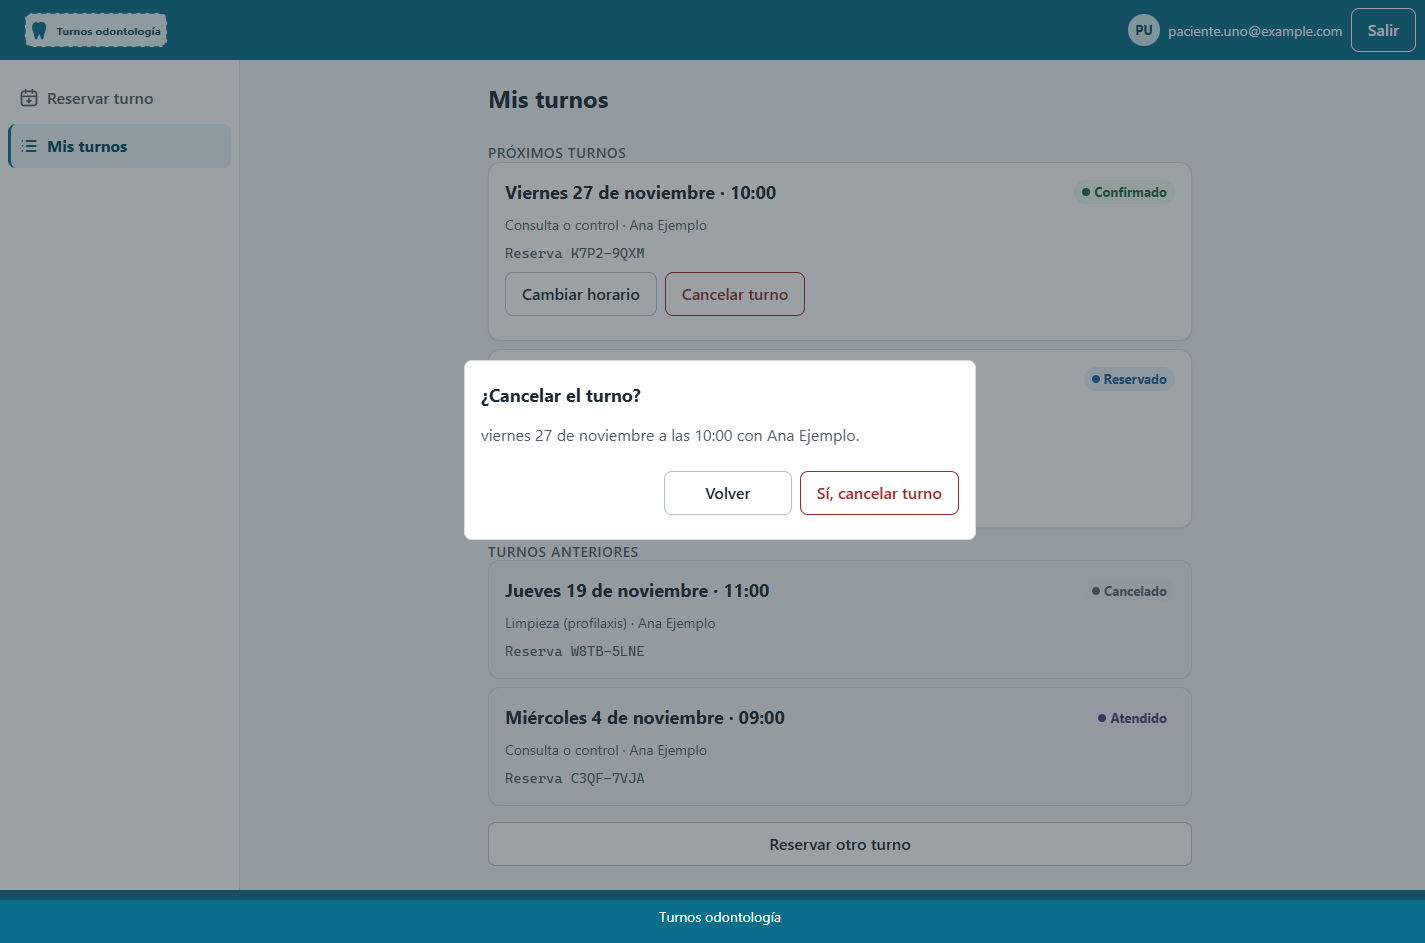 Turnos odontología
PU paciente.uno@example.com Salir
Reservar turno
Mis turnos
Mis turnos
PRÓXIMOS TURNOS
Viernes 27 de noviembre · 10:00 Confirmado
Consulta o control · Ana Ejemplo
Reserva K7P2-9QXM
Cambiar horario Cancelar turno
Reservado
¿Cancelar el turno?
viernes 27 de noviembre a las 10:00 con Ana Ejemplo.
Volver Sí, cancelar turno
TURNOS ANTERIORES
Jueves 19 de noviembre · 11:00 Cancelado
Limpieza (profilaxis) · Ana Ejemplo
Reserva W8TB-5LNE
Miércoles 4 de noviembre · 09:00 Atendido
Consulta o control · Ana Ejemplo
Reserva C3QF-7VJA
Reservar otro turno
Turnos odontología